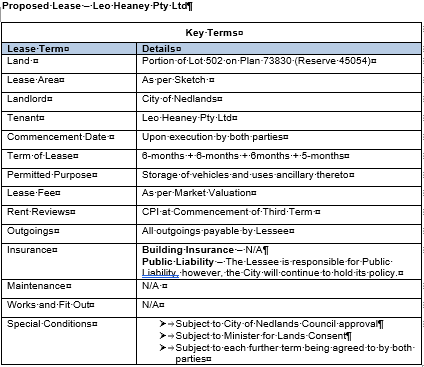 Proposed Lease – Leo Heaney Pty Ltd¶
Key Terms¤
Lease Term¤ Details¤
Land ¤ Portion of Lot 502 on Plan 73830 (Reserve 45054)¤
Lease Area¤ As per Sketch ¤
Landlord¤ City of Nedlands¤
Tenant¤ Leo Heaney Pty Ltd¤
Commencement Date ¤ Upon execution by both parties¤
Term of Lease¤ 6-months + 6-months + 6months + 5-months¤
Permitted Purpose¤ Storage of vehicles and uses ancillary thereto¤
Lease Fee¤ As per Market Valuation¤
Rent Reviews¤ CPI at Commencement of Third Term ¤
Outgoings¤ All outgoings payable by Lessee¤
Insurance¤ Building Insurance – N/A¶
Public Liability – The Lessee is responsible for Public
Liability, however, the City will continue to hold its policy.¤
Maintenance¤ N/A ¤
Works and Fit Out¤ N/A¤
Special Conditions¤ ➢→Subject to City of Nedlands Council approval¶
➢→Subject to Minister for Lands Consent¶
➢→Subject to each further term being agreed to by both
parties¤